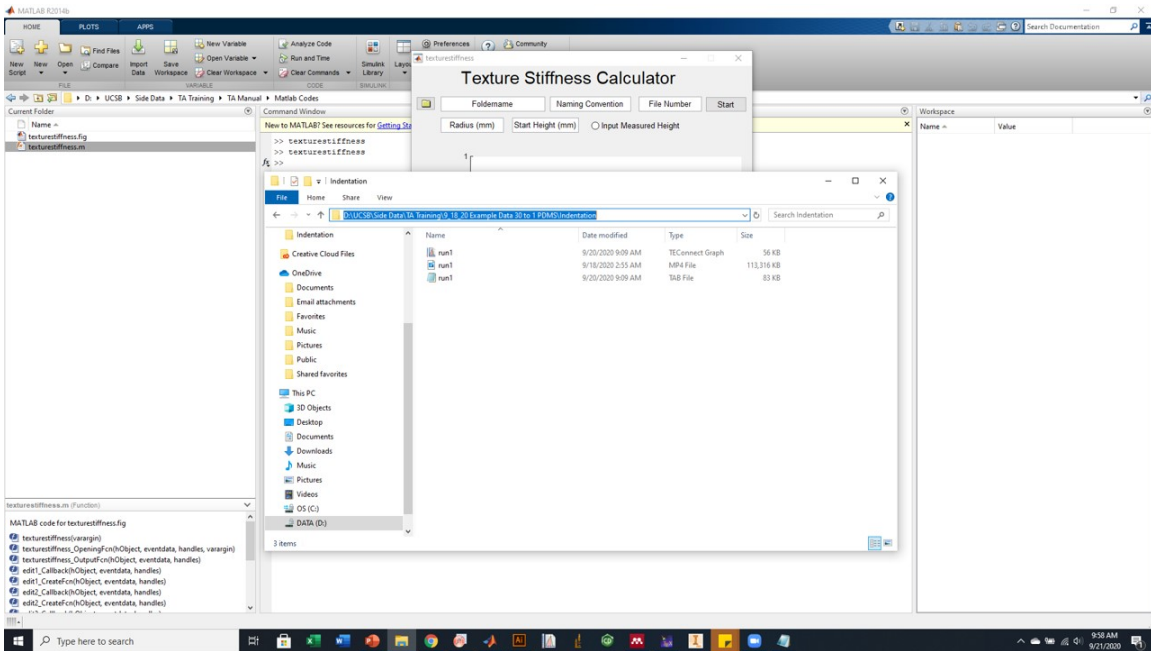 MATLAB R2014b
HOME PLOTS APPS
Search Documentation
New Script
New
Open
Find Files
Compare
Import Data
Save Workspace
New Variable
Open Variable
Clear Workspace
Analyze Code
Run and Time
Clear Commands
Simulink Library
Preferences
Community
FILE VARIABLE CODE SIMULINK
D: UCSB Side Data TA Training TA Manual Matlab Codes
Current Folder
Name
texturestiffness.fig
texturestiffness.m
Command Window
New to MATLAB? See resources for Getting Sta
>> texturestiffness
>> texturestiffness
fx >>
Workspace
Name Value
texturestiffness
Texture Stiffness Calculator
Foldername Naming Convention File Number Start
Radius (mm) Start Height (mm) Input Measured Height
1
Indentation
File Home Share View
D:\UCSB\Side Data\TA Training\9_18_20 Example Data 30 to 1 PDMS\Indentation
Search Indentation
Indentation
Creative Cloud Files
OneDrive
Documents
Email attachments
Favorites
Music
Pictures
Public
Shared favorites
This PC
3D Objects
Desktop
Documents
Downloads
Music
Pictures
Videos
OS (C:)
DATA (D:)
Name Date modified Type Size
run1 9/20/2020 9:09 AM TEConnect Graph 56 KB
run1 9/18/2020 2:55 AM MP4 File 113,316 KB
run1 9/20/2020 9:09 AM TAB File 83 KB
3 items
texturestiffness.m (Function)
MATLAB code for texturestiffness.fig
texturestiffness(varargin)
texturestiffness_OpeningFcn(hObject, eventdata, handles, varargin)
texturestiffness_OutputFcn(hObject, eventdata, handles)
edit1_Callback(hObject, eventdata, handles)
edit1_CreateFcn(hObject, eventdata, handles)
edit2_Callback(hObject, eventdata, handles)
edit2_CreateFcn(hObject, eventdata, handles)
Type here to search
9:58 AM
9/21/2020